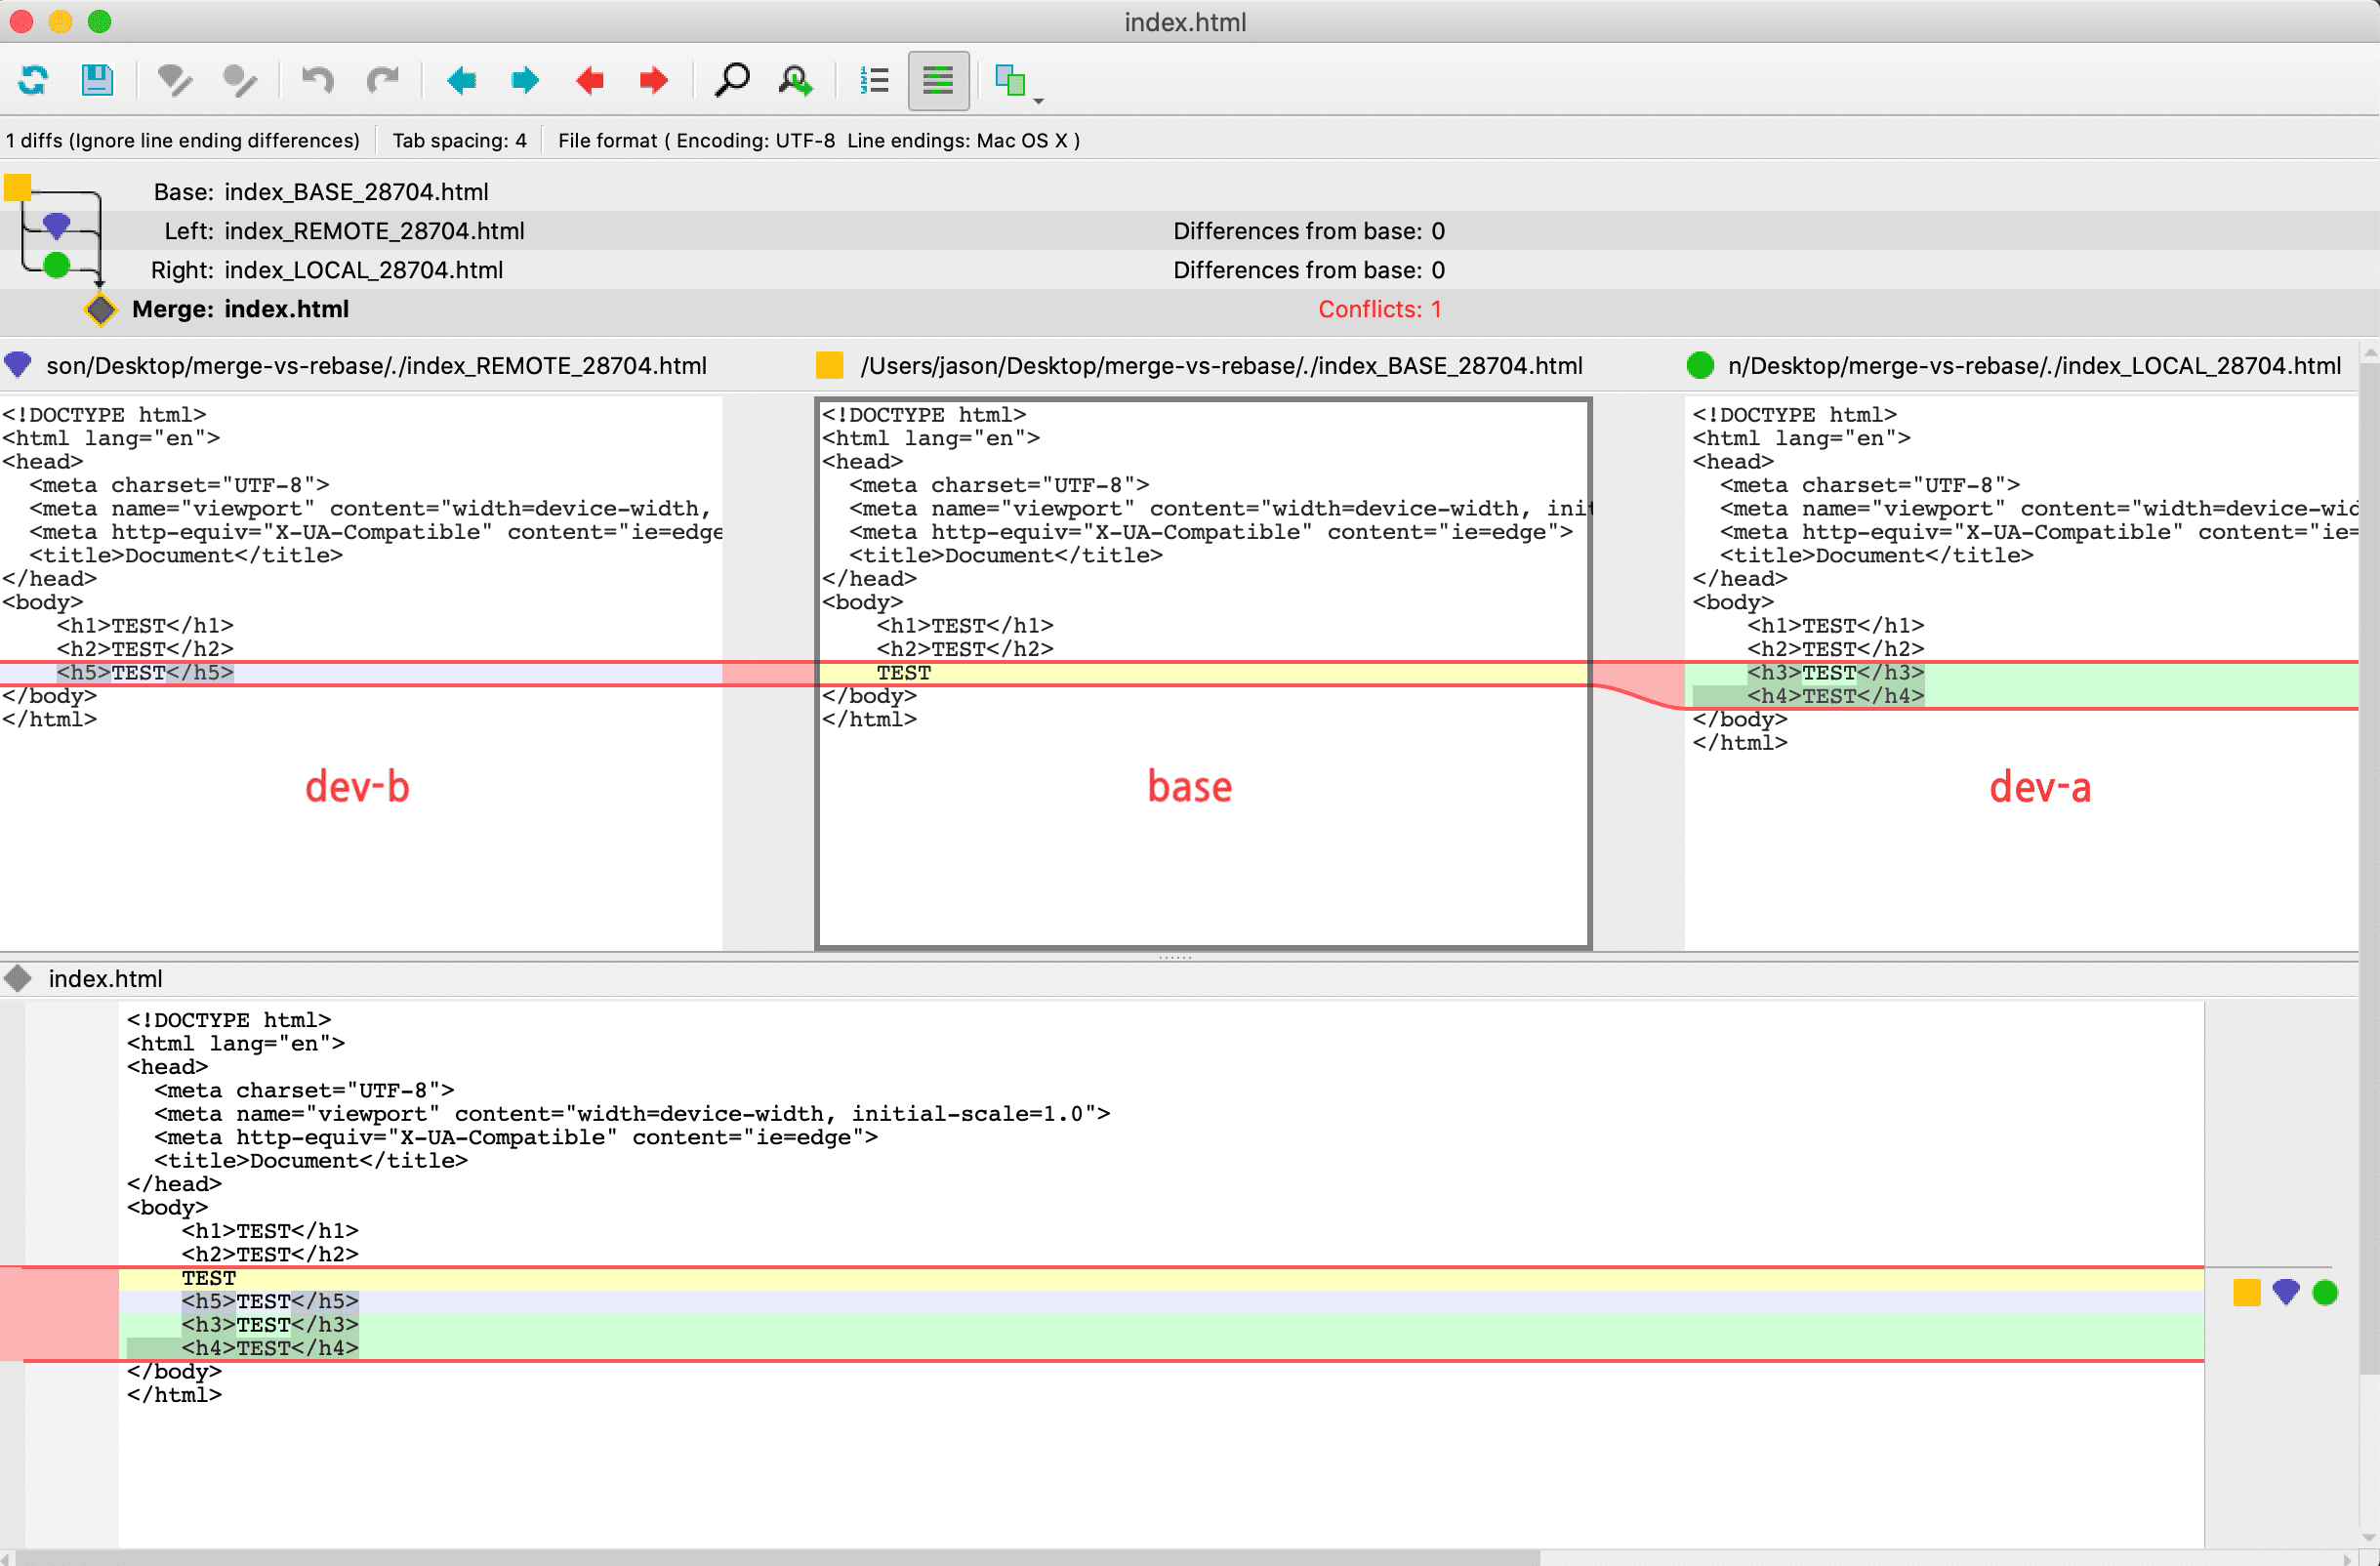 index.html
1 diffs (Ignore line ending differences) Tab spacing: 4 File format ( Encoding: UTF-8 Line endings: Mac OS X )
Base: index_BASE_28704.html
Left: index_REMOTE_28704.html Differences from base: 0
Right: index_LOCAL_28704.html Differences from base: 0
Merge: index.html Conflicts: 1
son/Desktop/merge-vs-rebase/./index_REMOTE_28704.html
<!DOCTYPE html>
<html lang="en">
<head>
  <meta charset="UTF-8">
  <meta name="viewport" content="width=device-width,
  <meta http-equiv="X-UA-Compatible" content="ie=edge
  <title>Document</title>
</head>
<body>
    <h1>TEST</h1>
    <h2>TEST</h2>
    <h5>TEST</h5>
</body>
</html>
dev-b
/Users/jason/Desktop/merge-vs-rebase/./index_BASE_28704.html
<!DOCTYPE html>
<html lang="en">
<head>
  <meta charset="UTF-8">
  <meta name="viewport" content="width=device-width, init
  <meta http-equiv="X-UA-Compatible" content="ie=edge">
  <title>Document</title>
</head>
<body>
    <h1>TEST</h1>
    <h2>TEST</h2>
    TEST
</body>
</html>
base
n/Desktop/merge-vs-rebase/./index_LOCAL_28704.html
<!DOCTYPE html>
<html lang="en">
<head>
  <meta charset="UTF-8">
  <meta name="viewport" content="width=device-wid
  <meta http-equiv="X-UA-Compatible" content="ie=
  <title>Document</title>
</head>
<body>
    <h1>TEST</h1>
    <h2>TEST</h2>
    <h3>TEST</h3>
    <h4>TEST</h4>
</body>
</html>
dev-a
index.html
<!DOCTYPE html>
<html lang="en">
<head>
  <meta charset="UTF-8">
  <meta name="viewport" content="width=device-width, initial-scale=1.0">
  <meta http-equiv="X-UA-Compatible" content="ie=edge">
  <title>Document</title>
</head>
<body>
    <h1>TEST</h1>
    <h2>TEST</h2>
    TEST
    <h5>TEST</h5>
    <h3>TEST</h3>
    <h4>TEST</h4>
</body>
</html>